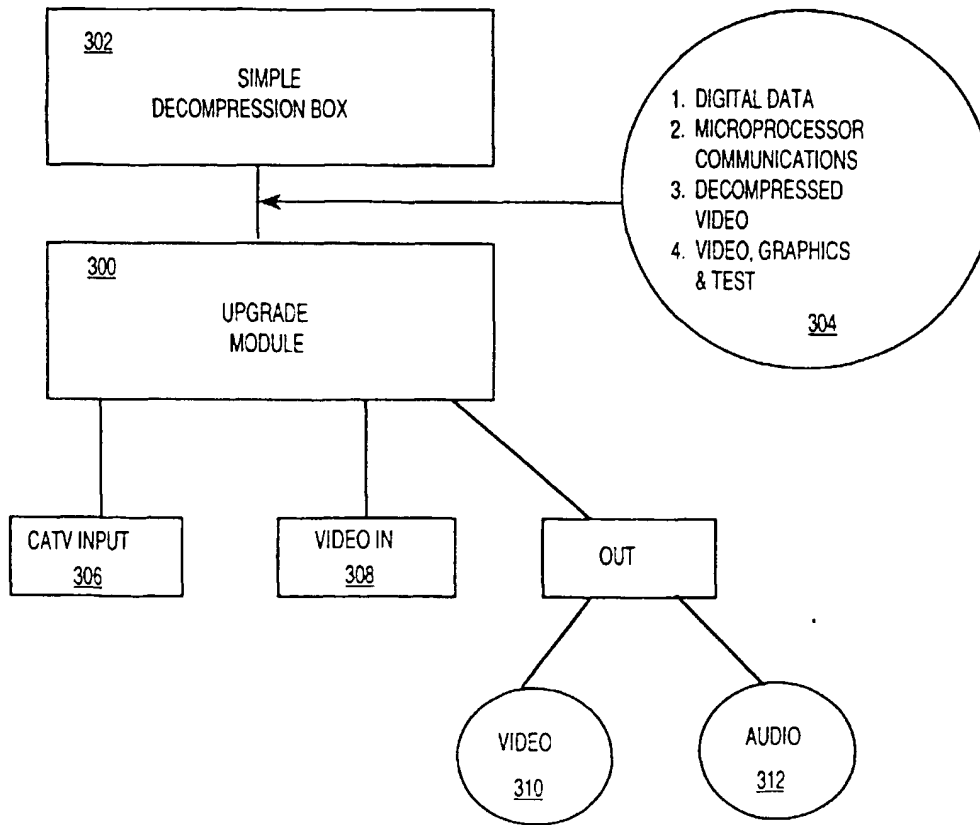 302
SIMPLE
DECOMPRESSION BOX
1. DIGITAL DATA
2. MICROPROCESSOR
COMMUNICATIONS
3. DECOMPRESSED
VIDEO
4. VIDEO, GRAPHICS
& TEST
304
300
UPGRADE
MODULE
CATV INPUT
306
VIDEO IN
308
OUT
VIDEO
310
AUDIO
312